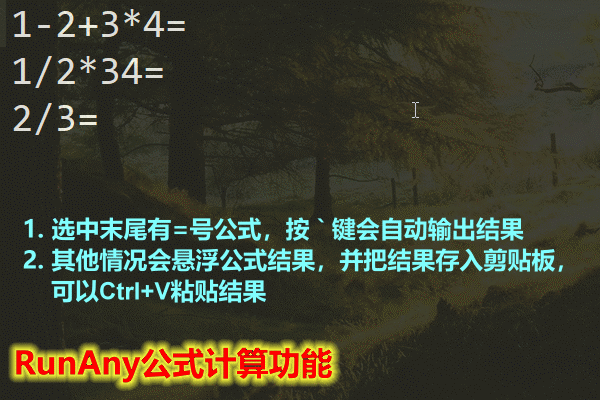 1-2+3*4=
1/2*34=
2/3=
1. 选中末尾有=号公式，按 ` 键会自动输出结果
2. 其他情况会悬浮公式结果，并把结果存入剪贴板，
可以Ctrl+V粘贴结果
RunAny公式计算功能